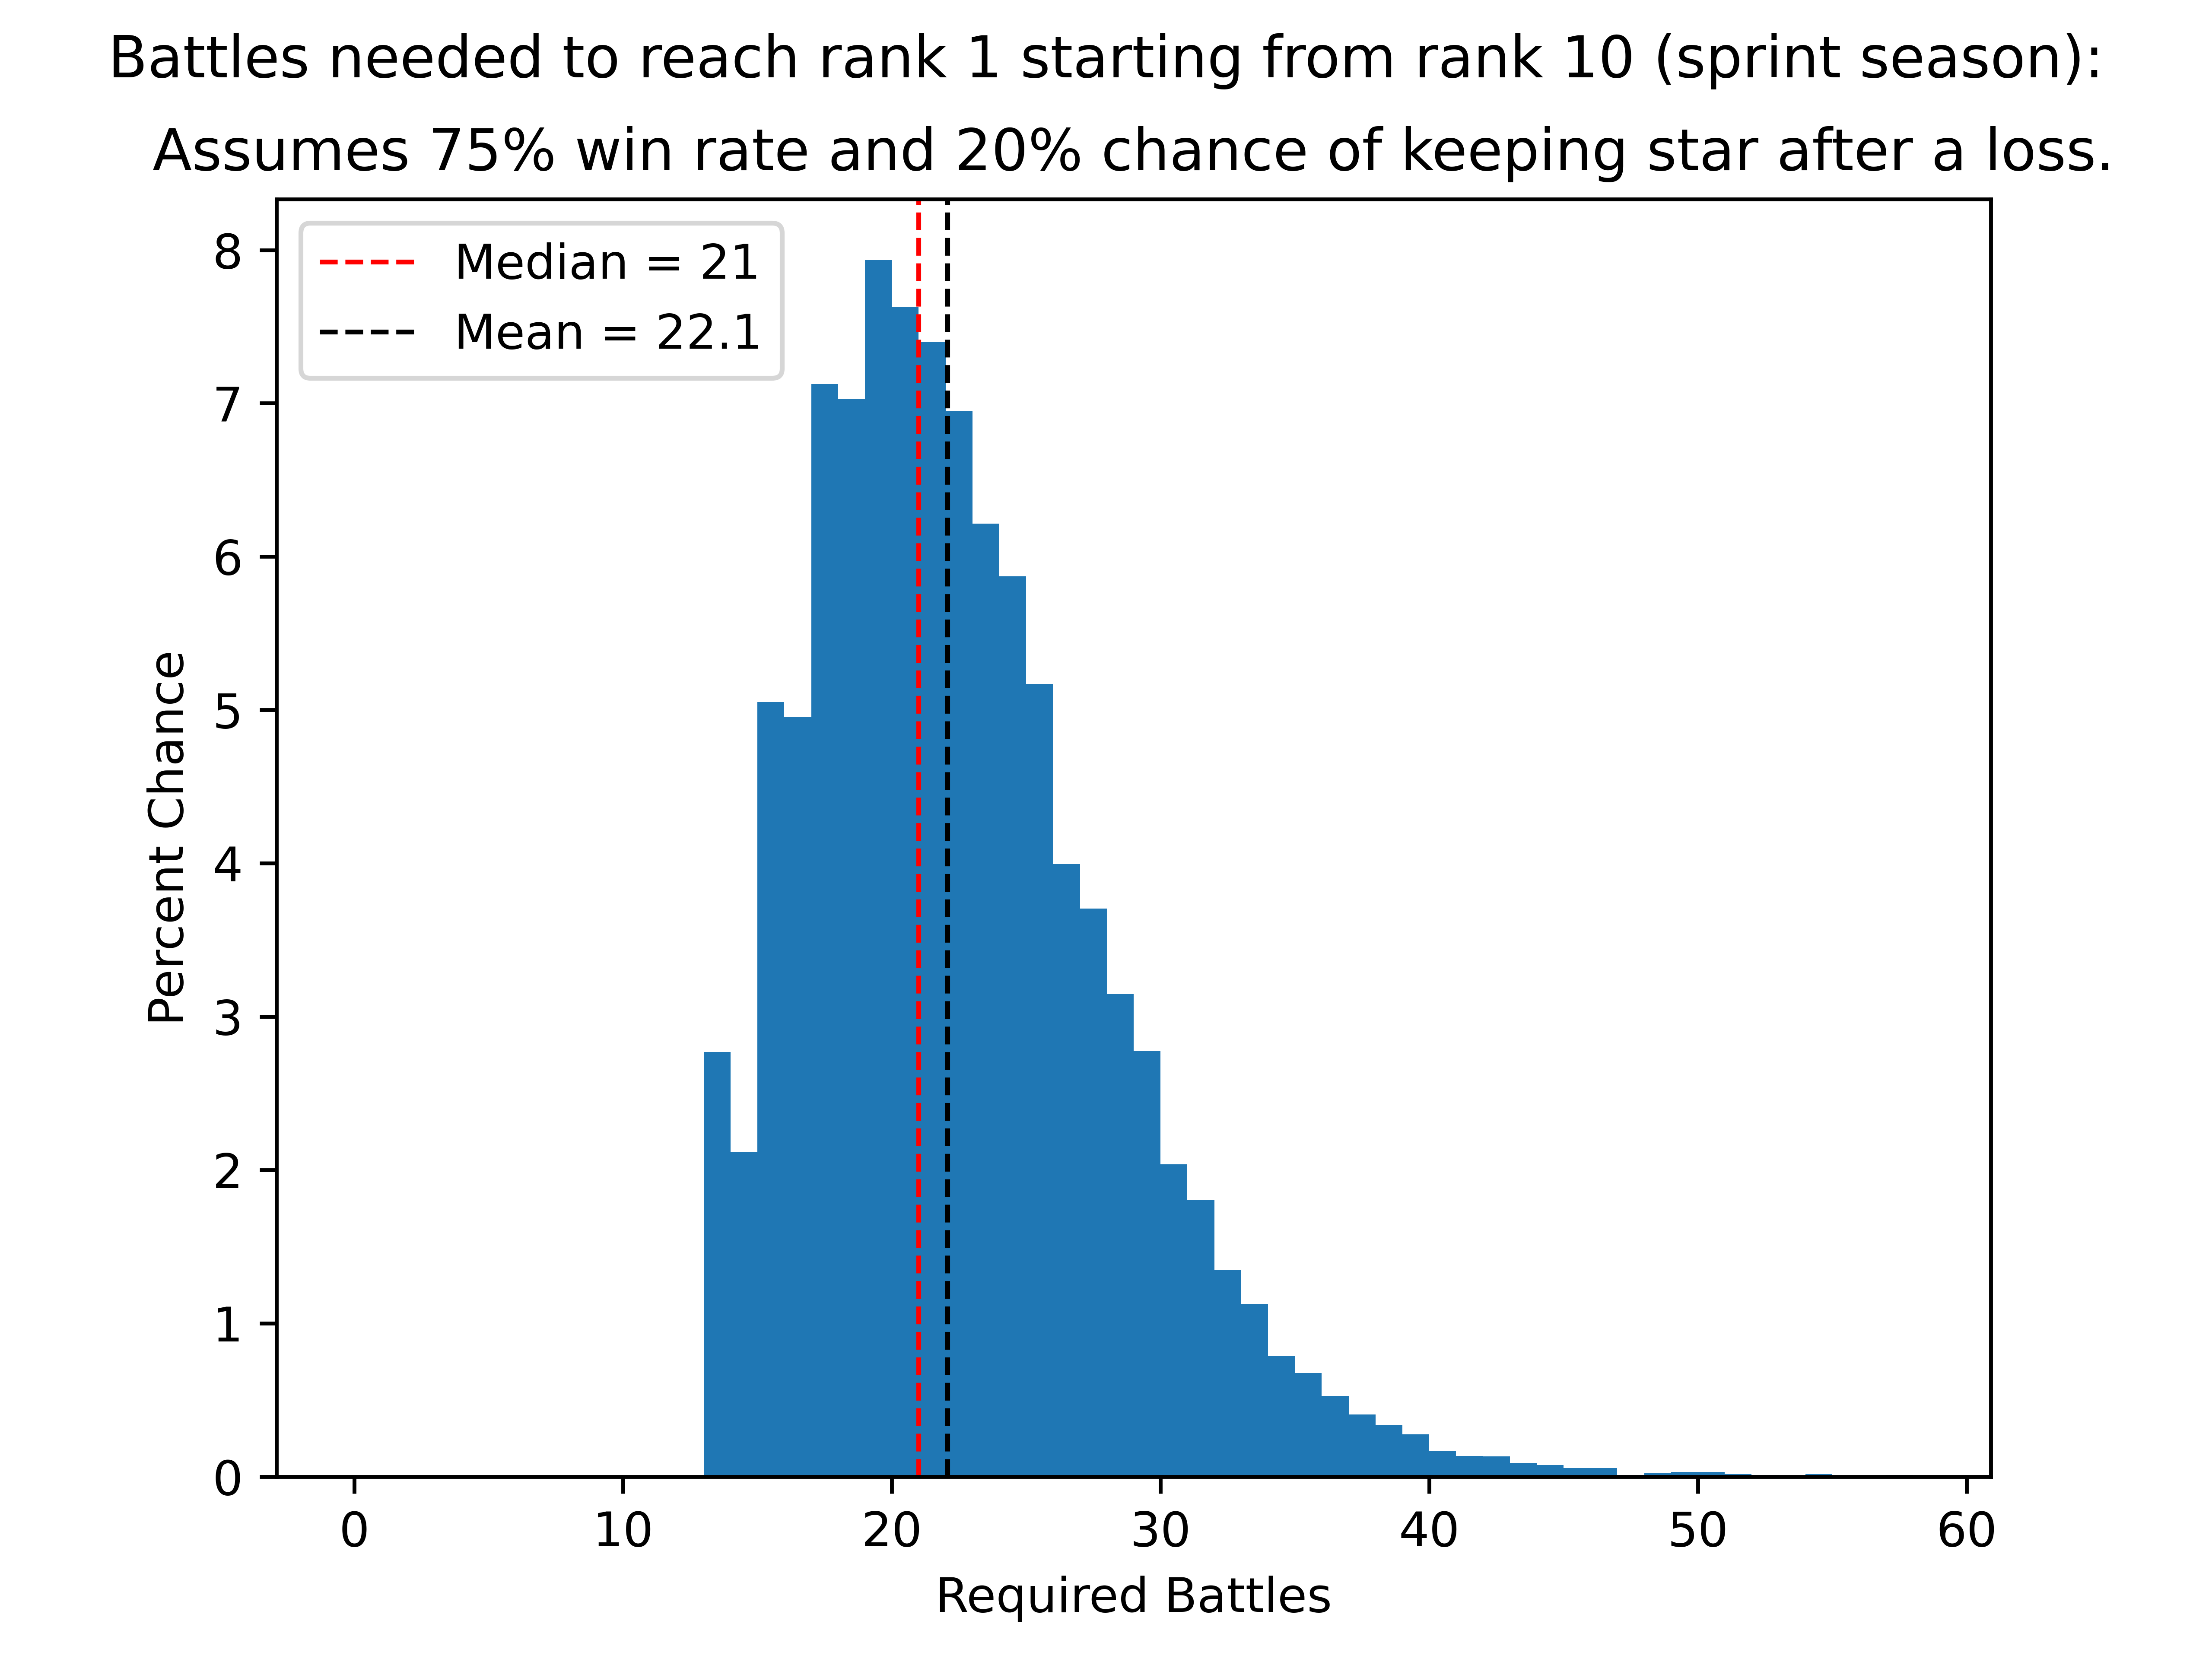 Battles needed to reach rank 1 starting from rank 10 (sprint season):
Assumes 75% win rate and 20% chance of keeping star after a loss.
Median = 21
Mean = 22.1
8
7
6
5
4
3
2
1
0
Percent Chance
0 10 20 30 40 50 60
Required Battles